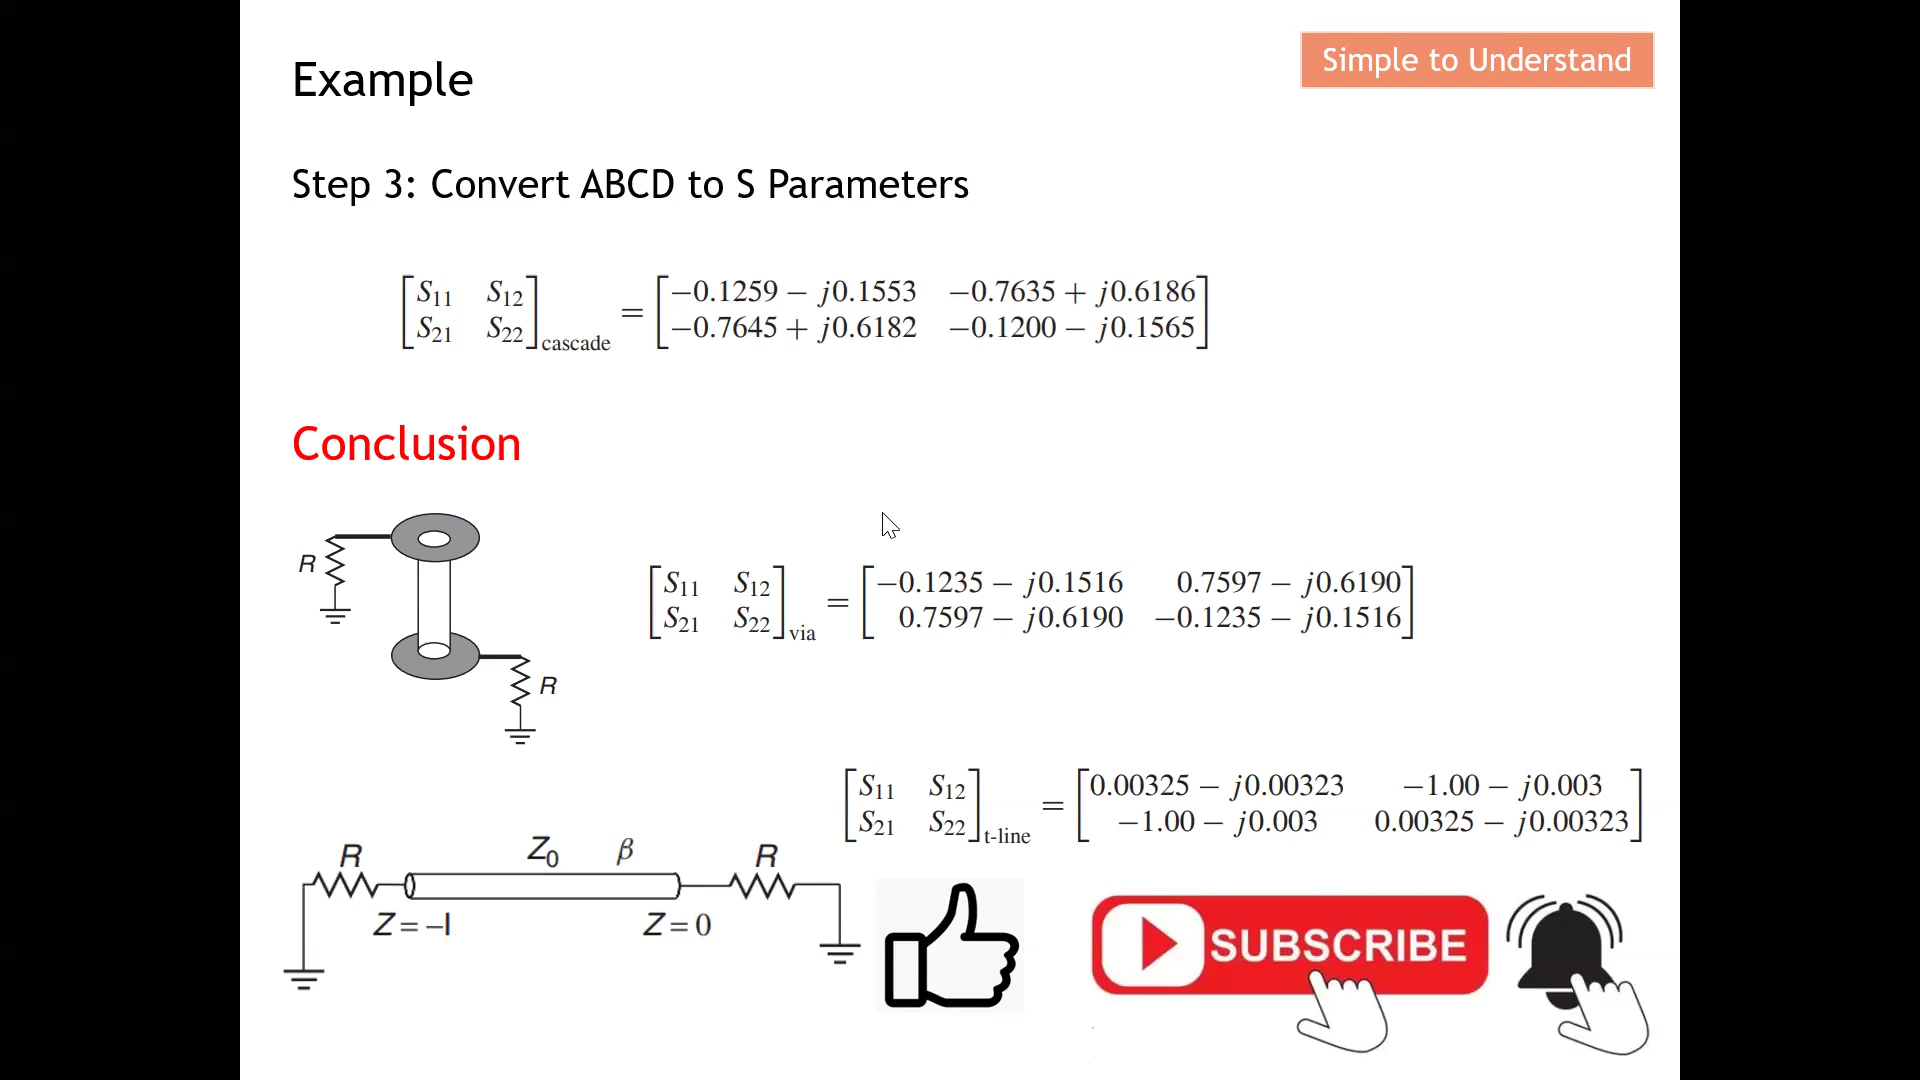 Simple to Understand
Example
Step 3: Convert ABCD to S Parameters
[S11 S12
S21 S22]cascade = [−0.1259 − j0.1553 −0.7635 + j0.6186
−0.7645 + j0.6182 −0.1200 − j0.1565]
Conclusion
R
R
[S11 S12
S21 S22]via = [−0.1235 − j0.1516 0.7597 − j0.6190
0.7597 − j0.6190 −0.1235 − j0.1516]
[S11 S12
S21 S22]t-line = [0.00325 − j0.00323 −1.00 − j0.003
−1.00 − j0.003 0.00325 − j0.00323]
R Z0 β R
Z = −l Z = 0
SUBSCRIBE